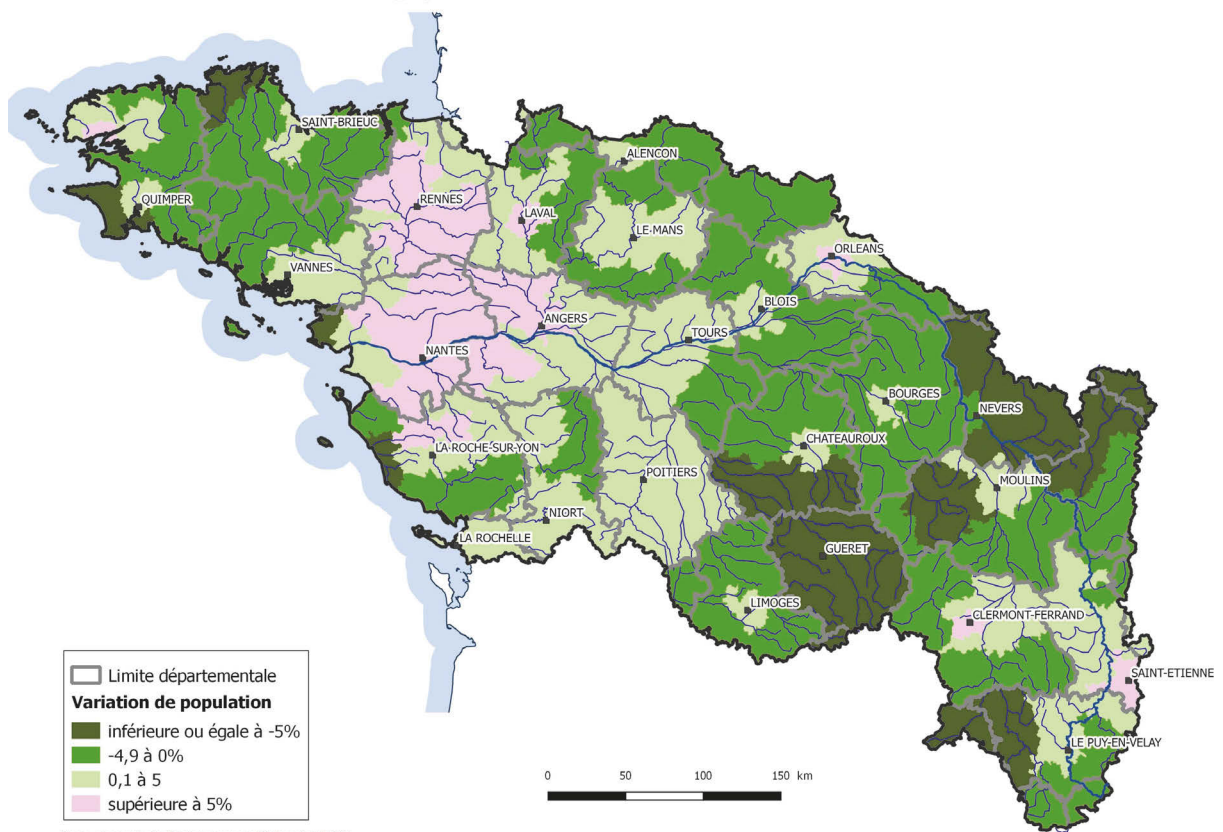 SAINT-BRIEUC
ALENCON
QUIMPER
RENNES
LAVAL
LE-MANS
ORLEANS
VANNES
BLOIS
ANGERS
TOURS
NANTES
BOURGES
NEVERS
CHATEAUROUX
LA-ROCHE-SUR-YON
POITIERS
MOULINS
NIORT
LA ROCHELLE
GUERET
LIMOGES
CLERMONT-FERRAND
SAINT-ETIENNE
LE PUY-EN-VELAY
Limite départementale
Variation de population
inférieure ou égale à -5%
-4,9 à 0%
0,1 à 5
supérieure à 5%
0 50 100 150 km